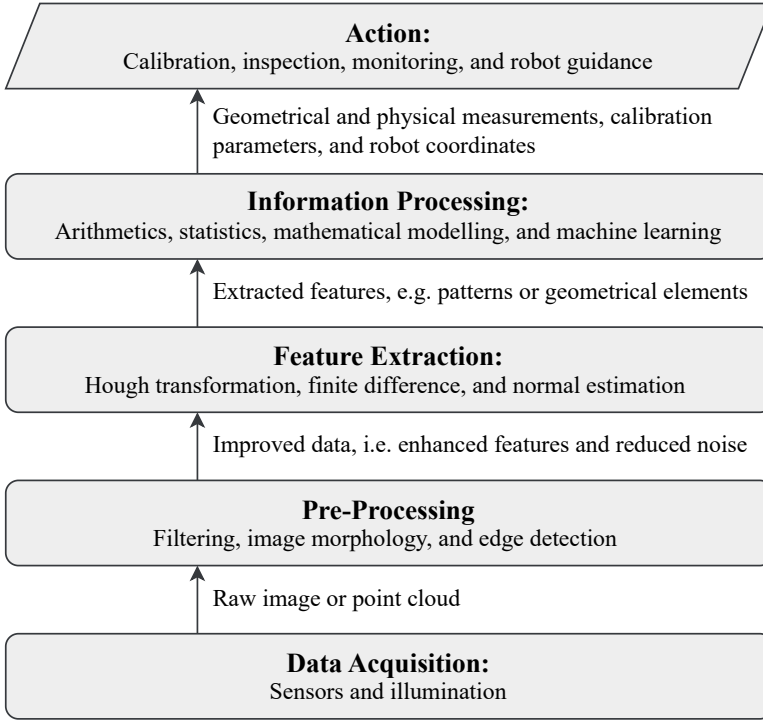 Action:
Calibration, inspection, monitoring, and robot guidance
Geometrical and physical measurements, calibration
parameters, and robot coordinates
Information Processing:
Arithmetics, statistics, mathematical modelling, and machine learning
Extracted features, e.g. patterns or geometrical elements
Feature Extraction:
Hough transformation, finite difference, and normal estimation
Improved data, i.e. enhanced features and reduced noise
Pre-Processing
Filtering, image morphology, and edge detection
Raw image or point cloud
Data Acquisition:
Sensors and illumination